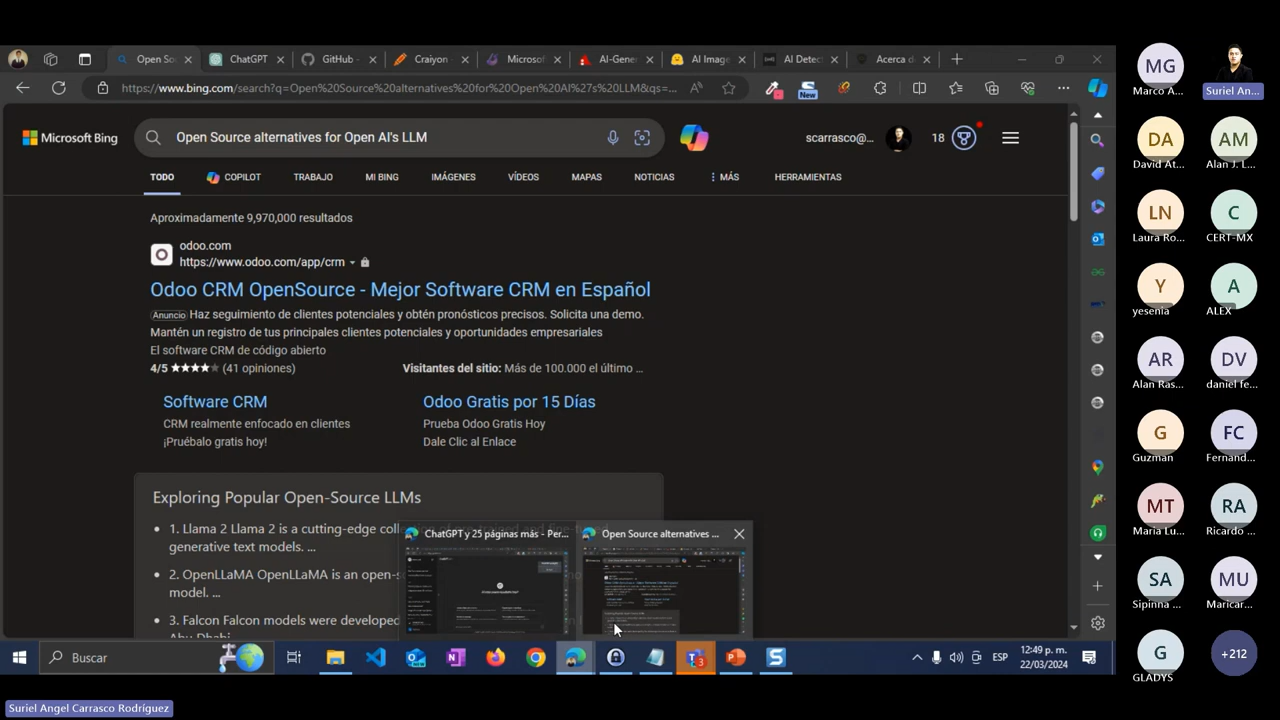 Open So
ChatGPT
GitHub -
Craiyon
Microsof
AI-Gene
AI Image
AI Detec
Acerca d
https://www.bing.com/search?q=Open%20Source%20alternatives%20for%20Open%20AI%27s%20LLM&qs=...
New
Microsoft Bing
Open Source alternatives for Open AI's LLM
scarrasco@...
18
TODO
COPILOT
TRABAJO
MI BING
IMÁGENES
VÍDEOS
MAPAS
NOTICIAS
MÁS
HERRAMIENTAS
Aproximadamente 9,970,000 resultados
odoo.com
https://www.odoo.com/app/crm
Odoo CRM OpenSource - Mejor Software CRM en Español
Anuncio Haz seguimiento de clientes potenciales y obtén pronósticos precisos. Solicita una demo.
Mantén un registro de tus principales clientes potenciales y oportunidades empresariales
El software CRM de código abierto
4/5 ★★★★★ (41 opiniones)
Visitantes del sitio: Más de 100.000 el último ...
Software CRM
CRM realmente enfocado en clientes
¡Pruébalo gratis hoy!
Odoo Gratis por 15 Días
Prueba Odoo Gratis Hoy
Dale Clic al Enlace
Exploring Popular Open-Source LLMs
1. Llama 2 Llama 2 is a cutting-edge coll
generative text models. ...
2. OpenLLaMA OpenLLaMA is an open-s
model. ...
3. Falcon Falcon models were developed
Abu Dhabi
ChatGPT y 25 páginas más - Per...
Open Source alternatives ...
Buscar
3
ESP
12:49 p. m.
22/03/2024
MG
Marco A...
Suriel An...
DA
David At...
AM
Alan J. L...
LN
Laura Ro...
C
CERT-MX
Y
yesenia
A
ALEX
AR
Alan Ras...
DV
daniel fe...
G
Guzman
FC
Fernand...
MT
Maria Lu...
RA
Ricardo ...
SA
Sipinna ...
MU
Maricar...
G
GLADYS
+212
Suriel Angel Carrasco Rodríguez